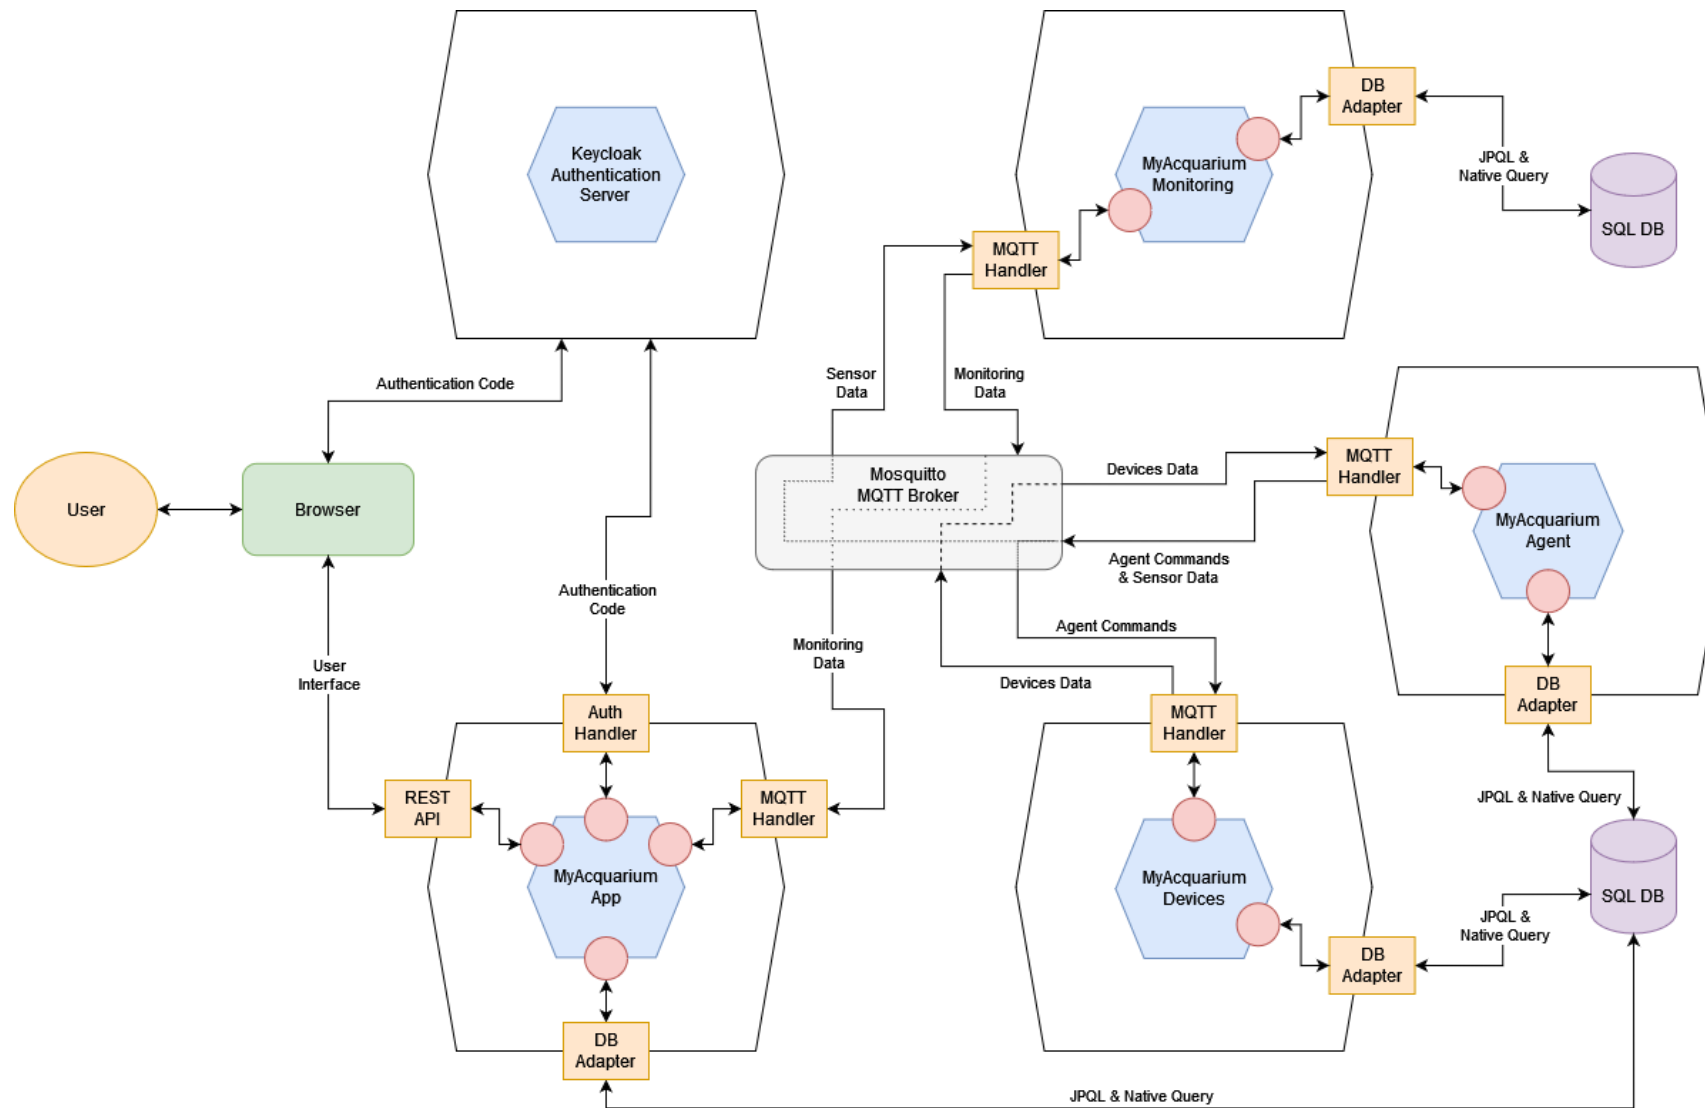 Keycloak
Authentication
Server
DB
Adapter
MyAcquarium
Monitoring
JPQL &
Native Query
SQL DB
MQTT
Handler
Authentication Code
Sensor
Data
Monitoring
Data
User
Browser
Mosquitto
MQTT Broker
Devices Data
MQTT
Handler
MyAcquarium
Agent
Agent Commands
& Sensor Data
Authentication
Code
Agent Commands
Monitoring
Data
User
Interface
Devices Data
DB
Adapter
Auth
Handler
MQTT
Handler
REST
API
MQTT
Handler
JPQL & Native Query
MyAcquarium
App
MyAcquarium
Devices
SQL DB
JPQL &
Native Query
DB
Adapter
DB
Adapter
JPQL & Native Query